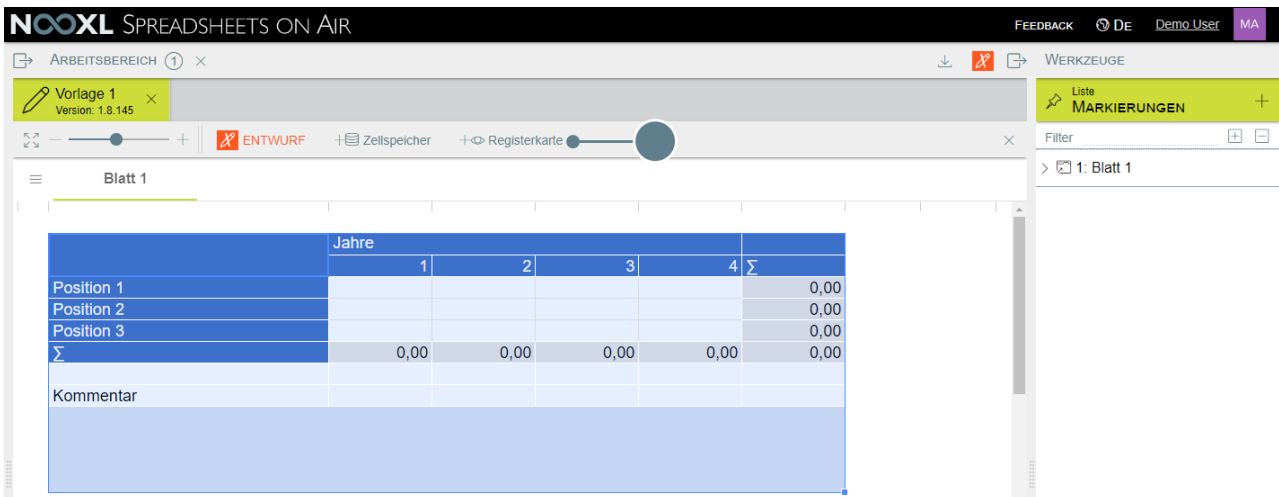 NOOXL SPREADSHEETS ON AIR FEEDBACK DE Demo User MA
ARBEITSBEREICH 1 WERKZEUGE
Vorlage 1
Version: 1.8.145
Liste
MARKIERUNGEN
ENTWURF Zellspeicher Registerkarte
Filter
Blatt 1
1: Blatt 1
Jahre
1 2 3 4 ∑
Position 1 0,00
Position 2 0,00
Position 3 0,00
∑ 0,00 0,00 0,00 0,00 0,00
Kommentar